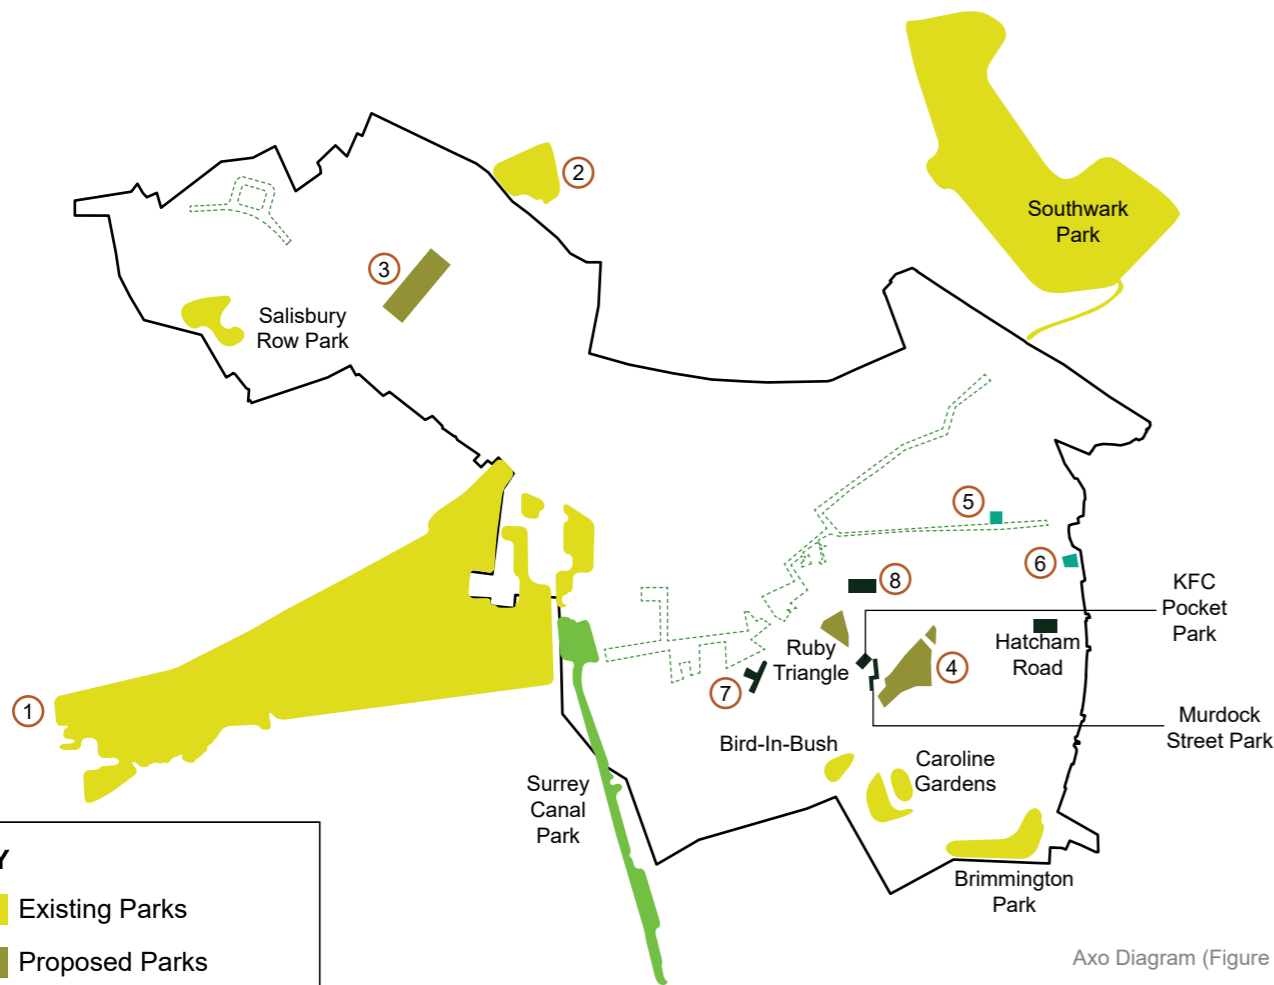 2
Southwark
Park
3
Salisbury
Row Park
5
6
8
KFC
Pocket
Park
Hatcham
Road
Ruby
Triangle
4
7
1
Murdock
Street Park
Bird-In-Bush
Caroline
Gardens
Surrey
Canal
Park
Brimmington
Park
Y
Existing Parks
Proposed Parks
Axo Diagram (Figure